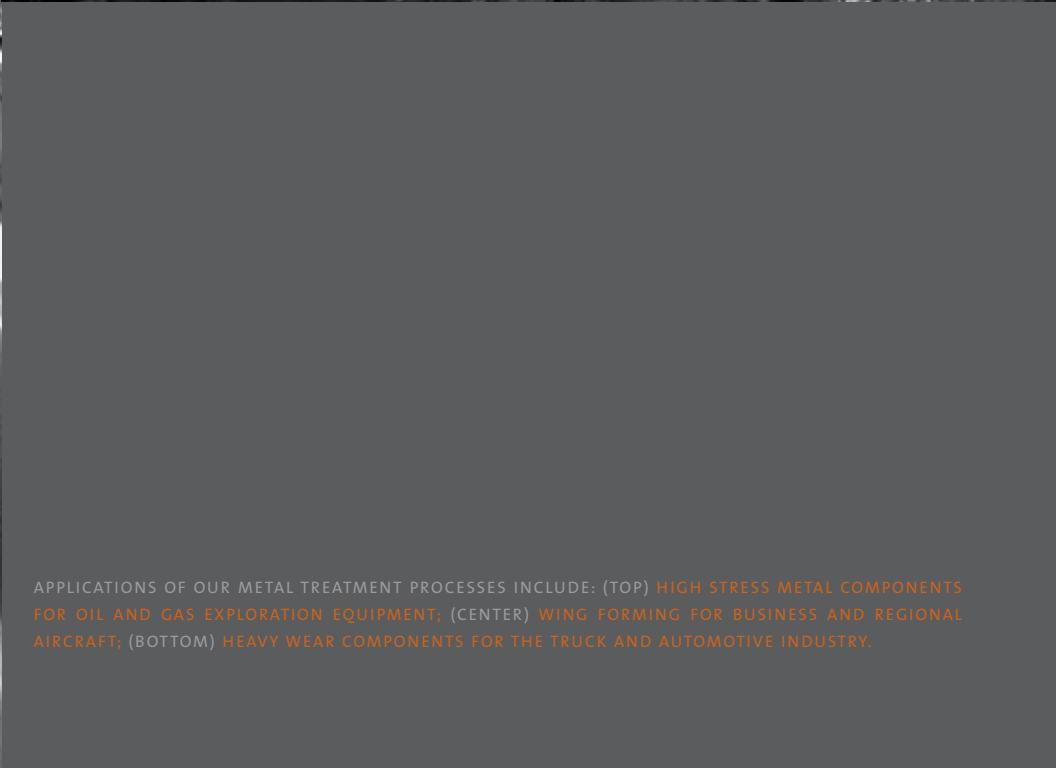 APPLICATIONS OF OUR METAL TREATMENT PROCESSES INCLUDE: (TOP) HIGH STRESS METAL COMPONENTS
FOR OIL AND GAS EXPLORATION EQUIPMENT; (CENTER) WING FORMING FOR BUSINESS AND REGIONAL
AIRCRAFT; (BOTTOM) HEAVY WEAR COMPONENTS FOR THE TRUCK AND AUTOMOTIVE INDUSTRY.